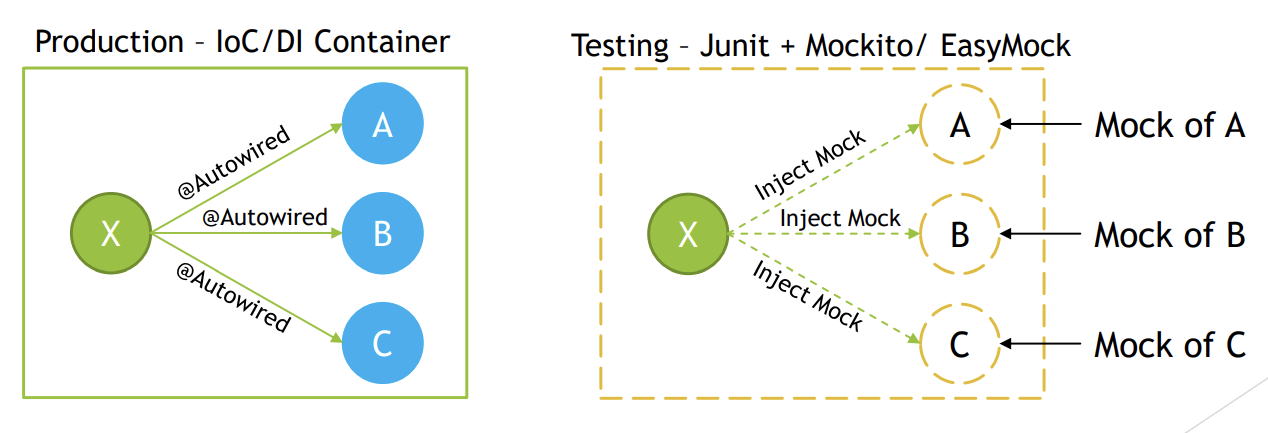 Production – IoC/DI Container
@Autowired
A
X
@Autowired
B
@Autowired
C
Testing – Junit + Mockito/ EasyMock
Inject Mock
A
Mock of A
X
Inject Mock
B
Mock of B
Inject Mock
C
Mock of C